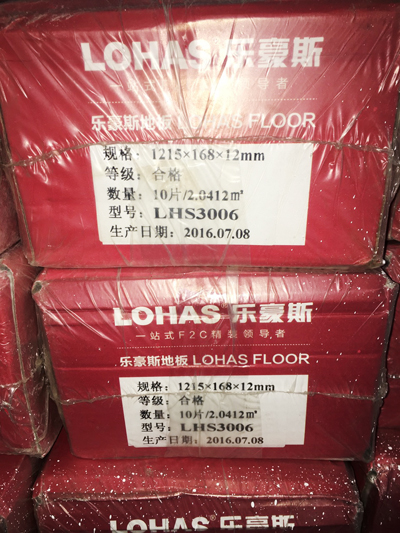 LOHAS 乐豪斯
一站式F2C精装领导者
乐豪斯地板 LOHAS FLOOR
规格: 1215×168×12mm
等级: 合格
数量: 10片/2.0412㎡
型号: LHS3006
生产日期: 2016.07.08
LOHAS 乐豪斯
一站式F2C精装领导者
乐豪斯地板 LOHAS FLOOR
规格: 1215×168×12mm
等级: 合格
数量: 10片/2.0412㎡
型号: LHS3006
生产日期: 2016.07.08
LOHAS 乐豪斯